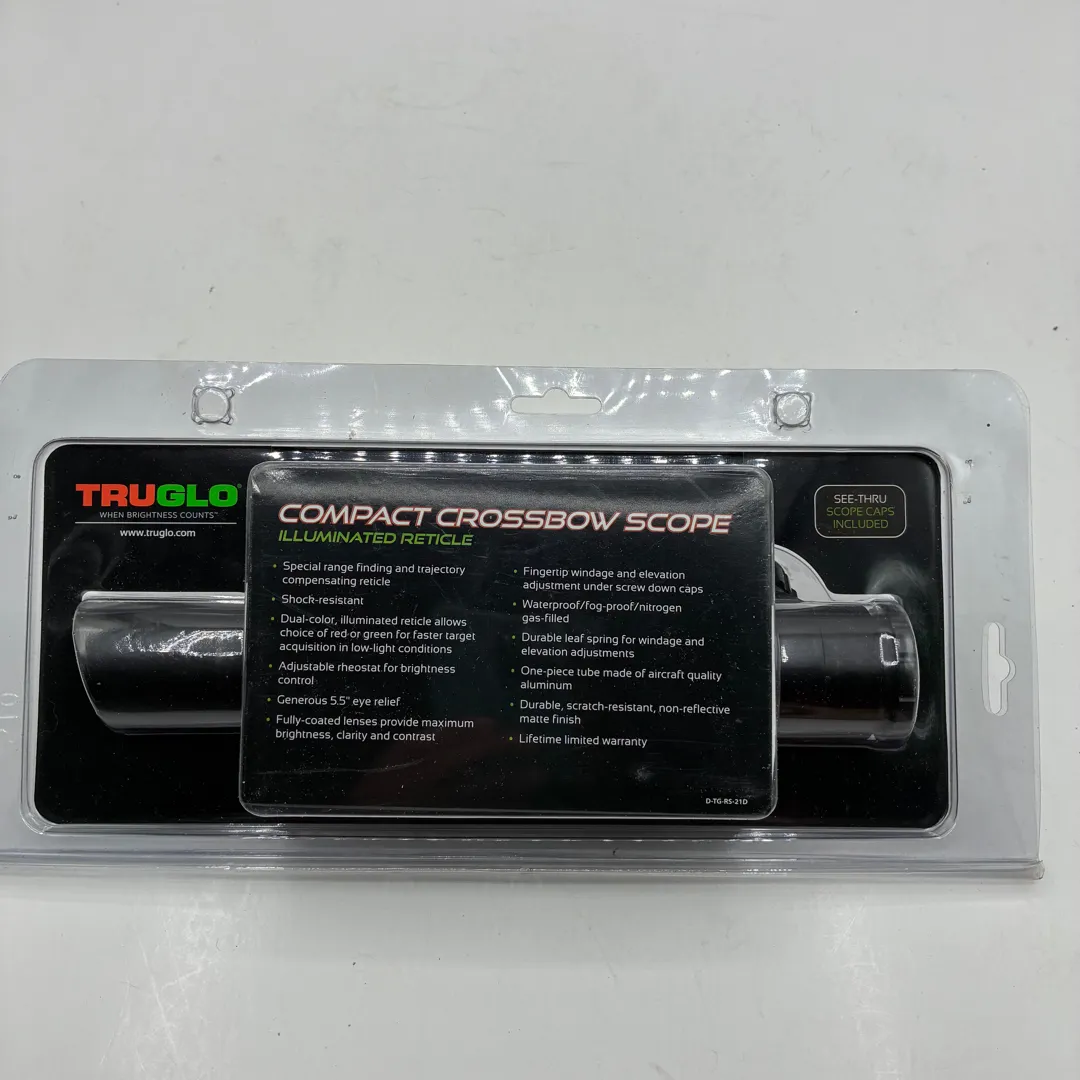 TRUGLO®
WHEN BRIGHTNESS COUNTS™
www.truglo.com
COMPACT CROSSBOW SCOPE
ILLUMINATED RETICLE
• Special range finding and trajectory
compensating reticle
• Shock-resistant
• Dual-color, illuminated reticle allows
choice of red or green for faster target
acquisition in low-light conditions
• Adjustable rheostat for brightness
control
• Generous 5.5" eye relief
• Fully-coated lenses provide maximum
brightness, clarity and contrast
• Fingertip windage and elevation
adjustment under screw down caps
• Waterproof/fog-proof/nitrogen
gas-filled
• Durable leaf spring for windage and
elevation adjustments
• One-piece tube made of aircraft quality
aluminum
• Durable, scratch-resistant, non-reflective
matte finish
• Lifetime limited warranty
D-TG-RS-21D
SEE-THRU
SCOPE CAPS
INCLUDED